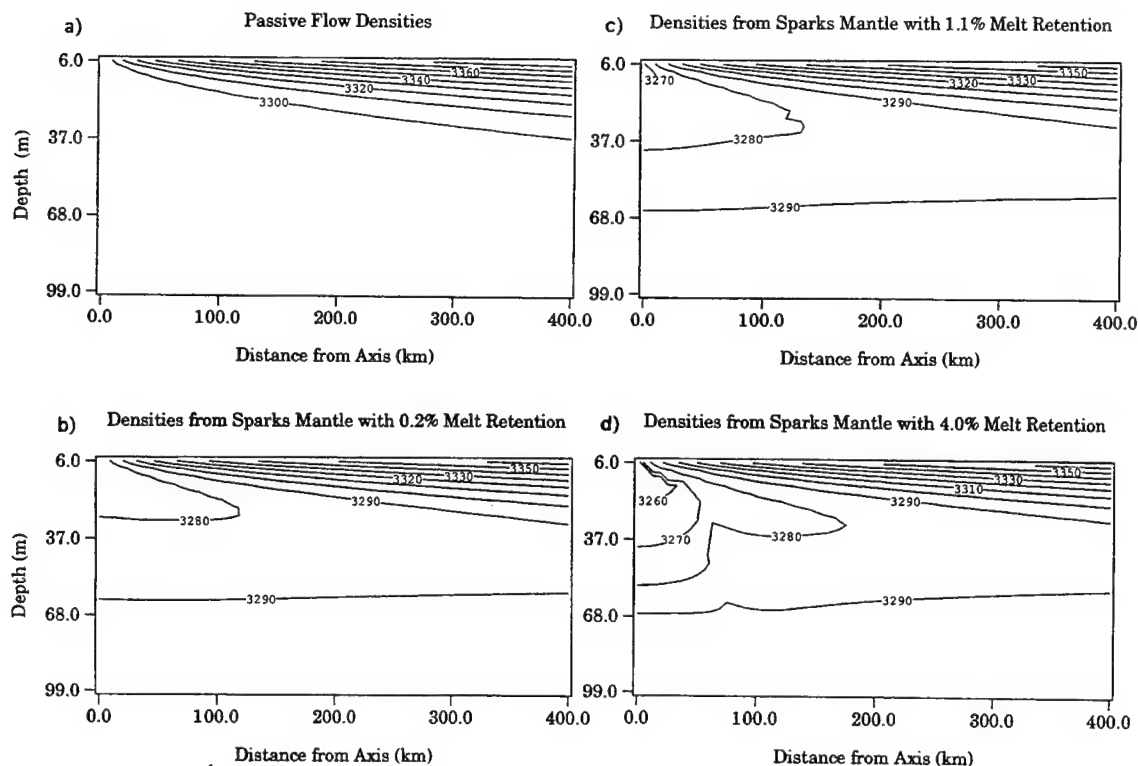 a) Passive Flow Densities
6.0
37.0
68.0
99.0
Depth (m)
3360
3340
3320
3300
0.0 100.0 200.0 300.0 400.0
Distance from Axis (km)
c) Densities from Sparks Mantle with 1.1% Melt Retention
6.0
37.0
68.0
99.0
3270
3350
3330
3320
3290
3280
3290
0.0 100.0 200.0 300.0 400.0
Distance from Axis (km)
b) Densities from Sparks Mantle with 0.2% Melt Retention
6.0
37.0
68.0
99.0
Depth (m)
3350
3330
3320
3290
3280
3290
0.0 100.0 200.0 300.0 400.0
Distance from Axis (km)
d) Densities from Sparks Mantle with 4.0% Melt Retention
6.0
37.0
68.0
99.0
3350
3330
3310
3290
3260
3270
3280
3290
0.0 100.0 200.0 300.0 400.0
Distance from Axis (km)